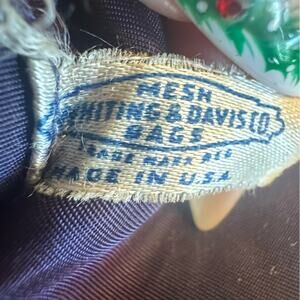 MESH
WHITING & DAVIS CO.
BAGS
TRADE MARK REG
MADE IN U.S.A.